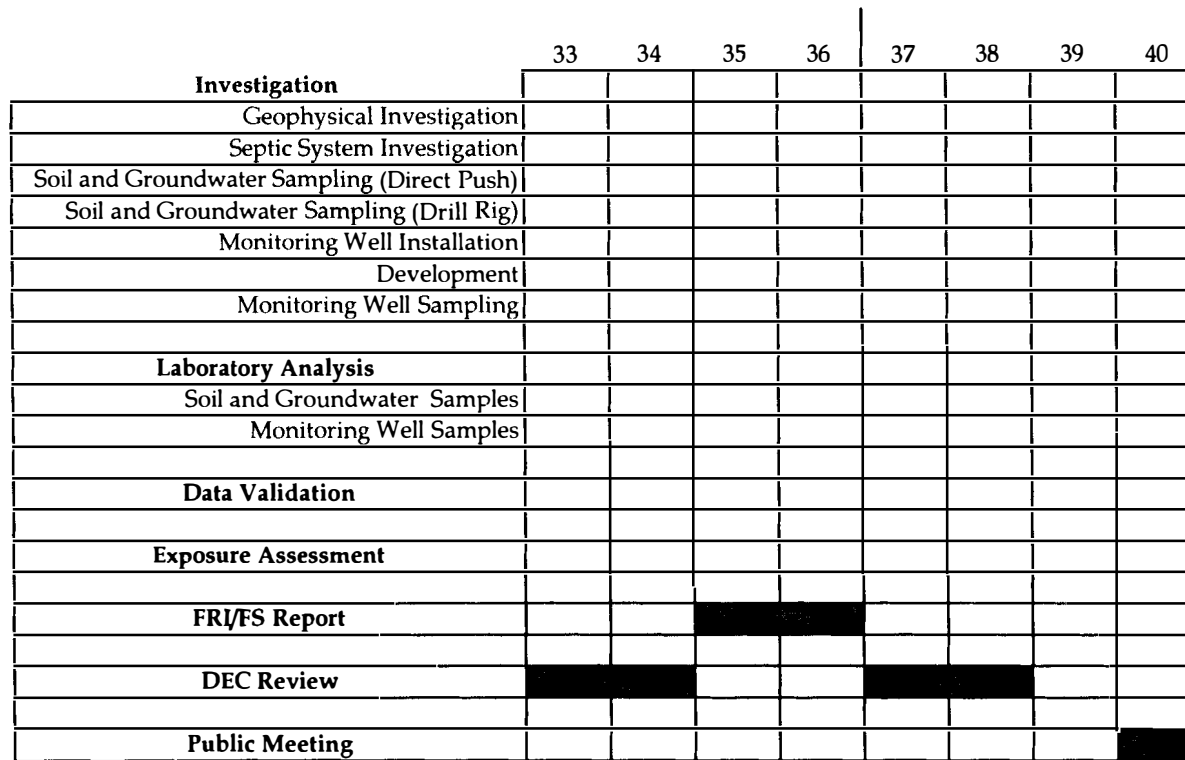 33 34 35 36 37 38 39 40
Investigation
Geophysical Investigation
Septic System Investigation
Soil and Groundwater Sampling (Direct Push)
Soil and Groundwater Sampling (Drill Rig)
Monitoring Well Installation
Development
Monitoring Well Sampling
Laboratory Analysis
Soil and Groundwater Samples
Monitoring Well Samples
Data Validation
Exposure Assessment
FRI/FS Report
DEC Review
Public Meeting